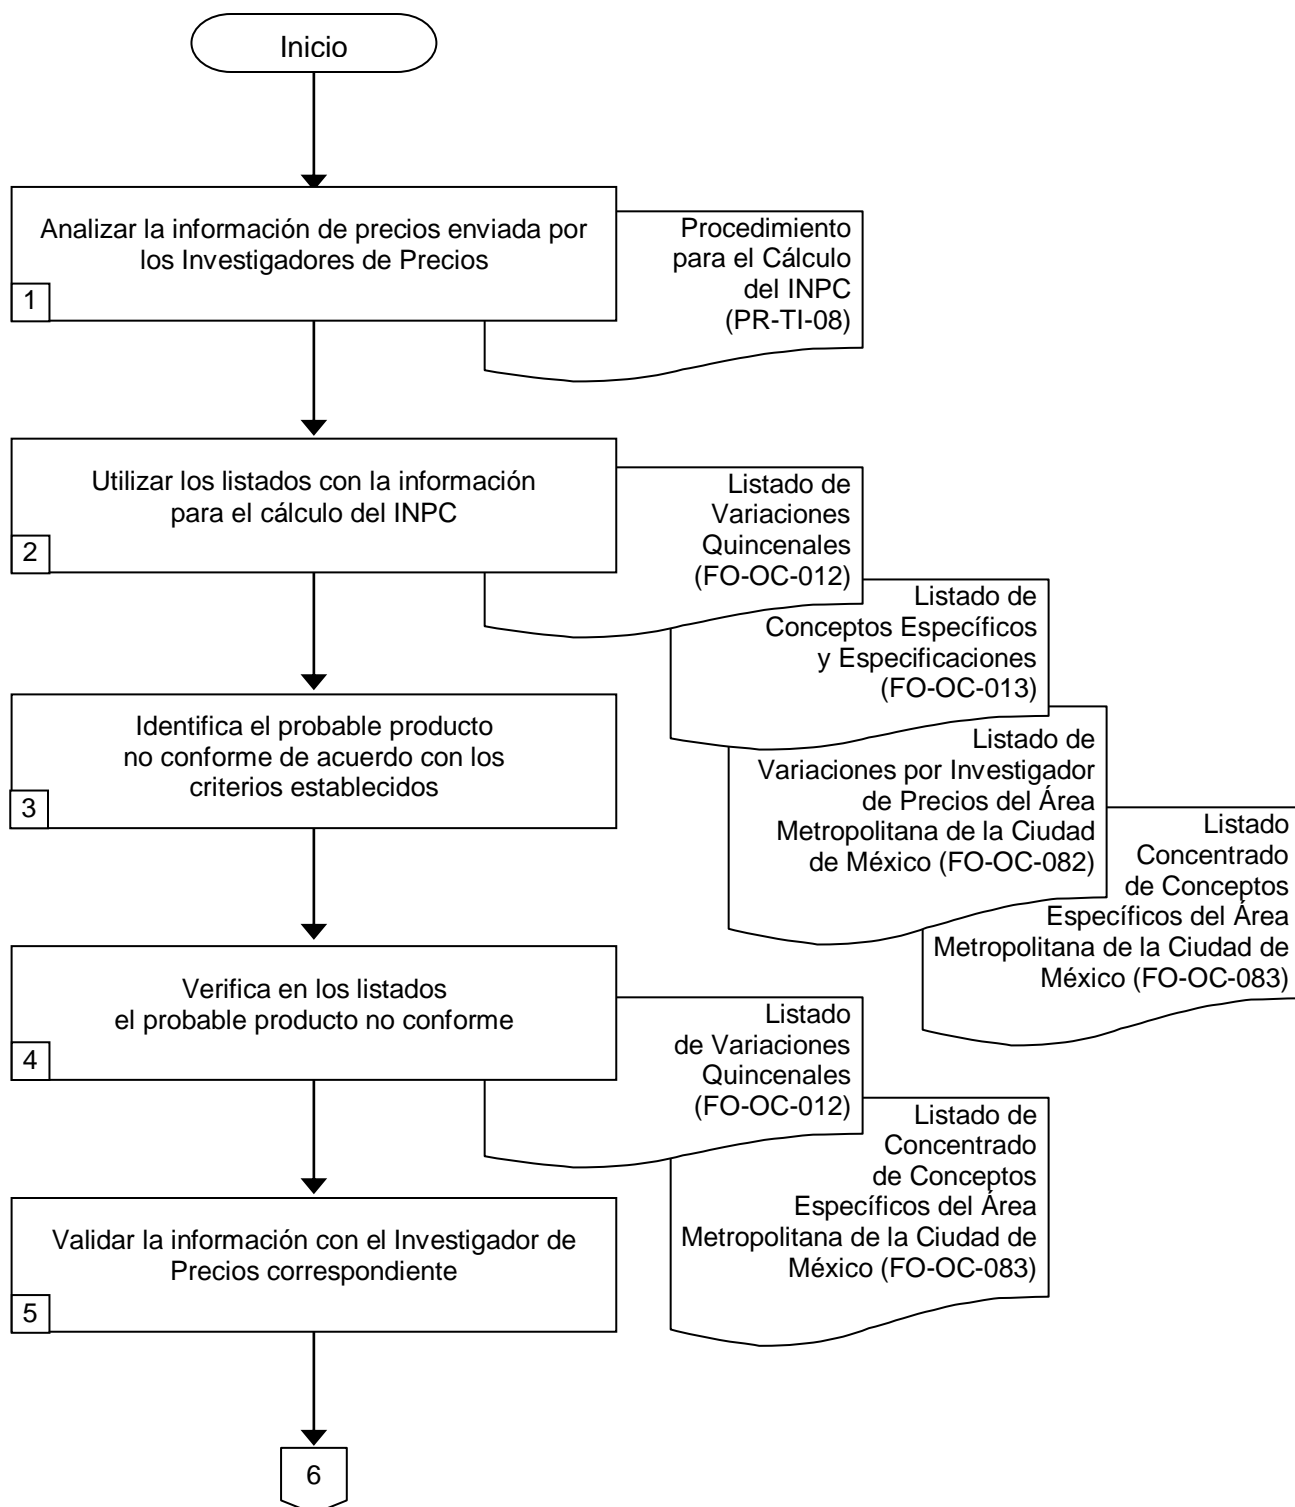 Inicio
Analizar la información de precios enviada por
los Investigadores de Precios
1
Procedimiento
para el Cálculo
del INPC
(PR-TI-08)
Utilizar los listados con la información
para el cálculo del INPC
2
Listado de
Variaciones
Quincenales
(FO-OC-012)
Listado de
Conceptos Específicos
y Especificaciones
(FO-OC-013)
Listado de
Variaciones por Investigador
de Precios del Área
Metropolitana de la Ciudad
de México (FO-OC-082)
Listado
Concentrado
de Conceptos
Específicos del Área
Metropolitana de la Ciudad de
México (FO-OC-083)
Identifica el probable producto
no conforme de acuerdo con los
criterios establecidos
3
Verifica en los listados
el probable producto no conforme
4
Listado
de Variaciones
Quincenales
(FO-OC-012)
Listado de
Concentrado
de Conceptos
Específicos del Área
Metropolitana de la Ciudad de
México (FO-OC-083)
Validar la información con el Investigador de
Precios correspondiente
5
6